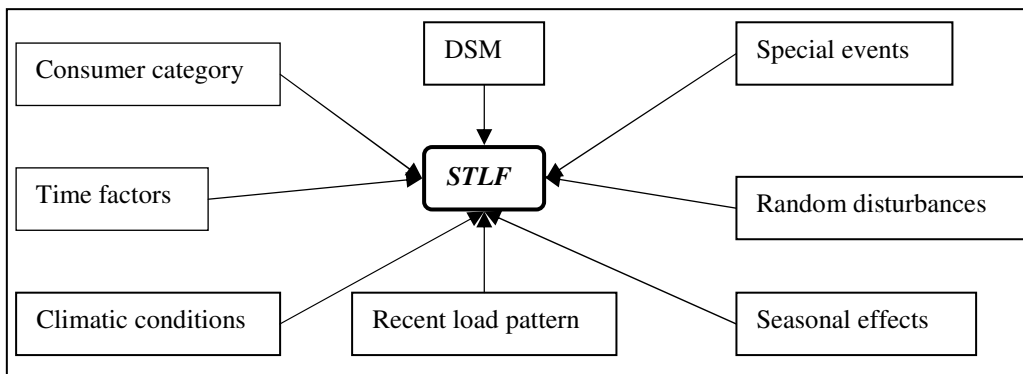 Consumer category
DSM
Special events
Time factors
STLF
Random disturbances
Climatic conditions
Recent load pattern
Seasonal effects